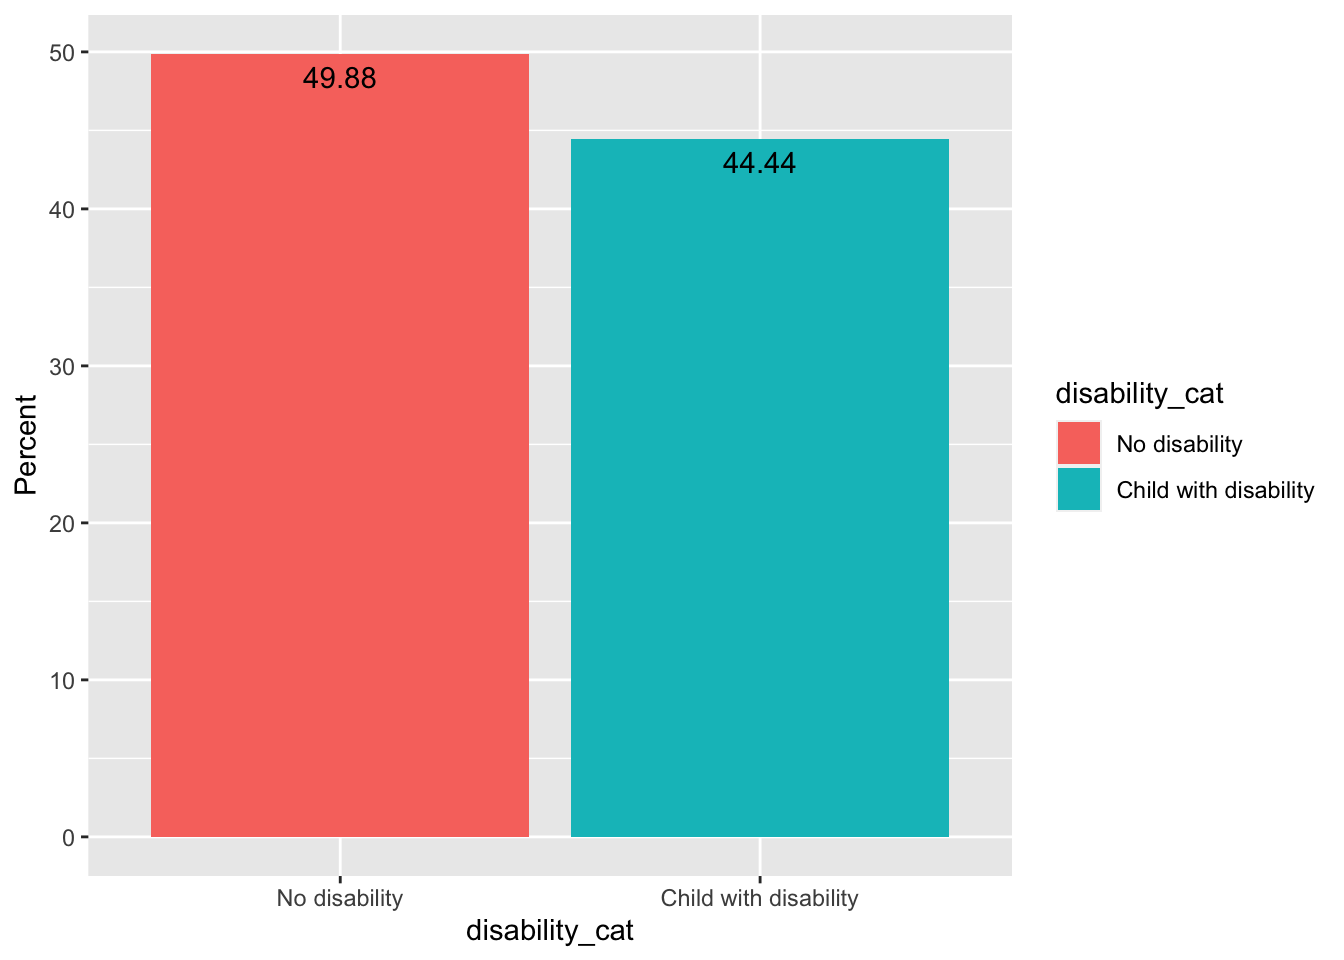 50
40
30
20
10
0
Percent
49.88
44.44
No disability
Child with disability
disability_cat
disability_cat
No disability
Child with disability